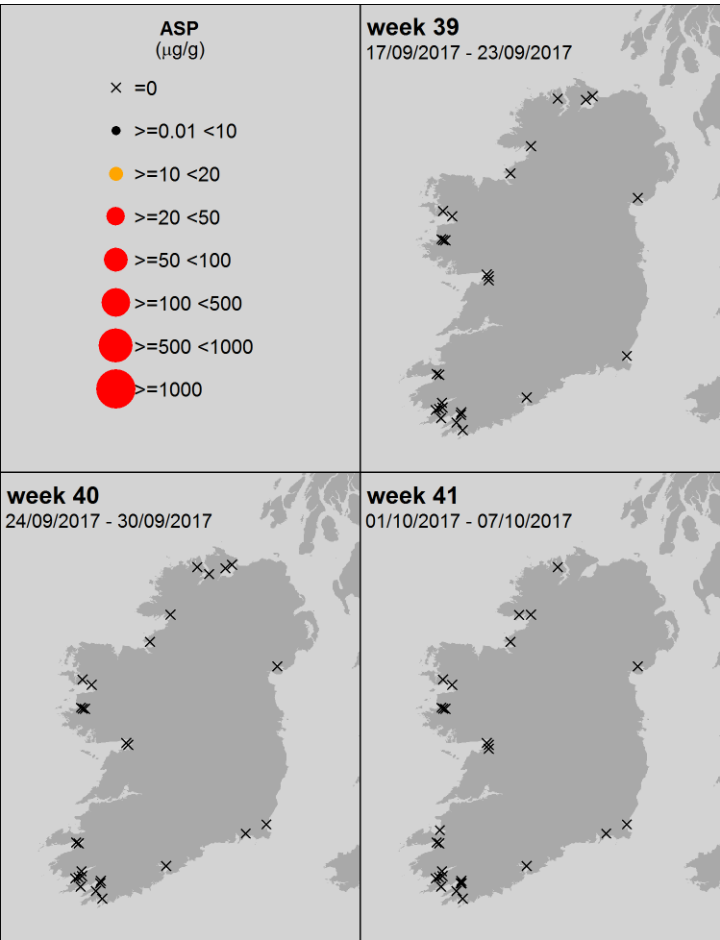 ASP
(μg/g)
=0
>=0.01 <10
>=10 <20
>=20 <50
>=50 <100
>=100 <500
>=500 <1000
>=1000
week 39
17/09/2017 - 23/09/2017
week 40
24/09/2017 - 30/09/2017
week 41
01/10/2017 - 07/10/2017